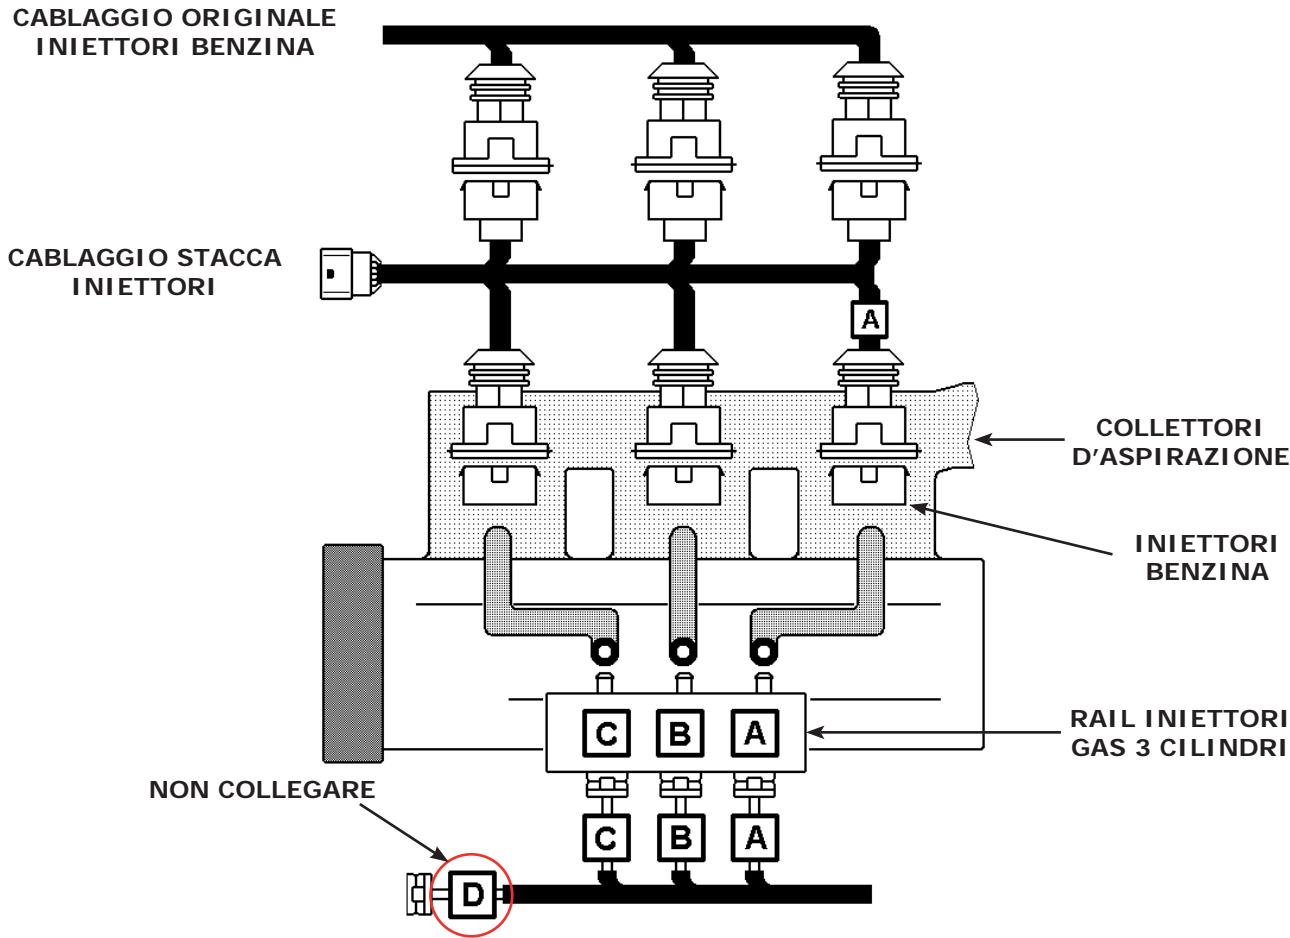 CABLAGGIO ORIGINALE
INIETTORI BENZINA
CABLAGGIO STACCA
INIETTORI
A
COLLETTORI
D'ASPIRAZIONE
INIETTORI
BENZINA
C B A
RAIL INIETTORI
GAS 3 CILINDRI
NON COLLEGARE
C B A
D